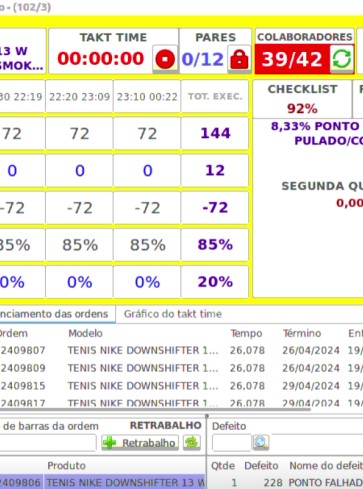 o - (102/3)
TAKT TIME PARES COLABORADORES
13 W
SMOK... 00:00:00 0/12 39/42
30 22:19 22:20 23:09 23:10 00:22 TOT. EXEC. CHECKLIST
92%
72 72 72 144 8,33% PONTO
PULADO/CO
0 0 0 12
SEGUNDA QU
-72 -72 -72 -72 0,00
85% 85% 85% 85%
0% 0% 0% 20%
nciamento das ordens Gráfico do takt time
Ordem Modelo Tempo Término En
2409807 TENIS NIKE DOWNSHIFTER 1... 26,078 26/04/2024 19/
2409809 TENIS NIKE DOWNSHIFTER 1... 26,078 26/04/2024 19/
2409815 TENIS NIKE DOWNSHIFTER 1... 26,078 29/04/2024 19/
2409817 TENIS NIKE DOWNSHIFTER 1... 26,078 29/04/2024 19/
de barras da ordem RETRABALHO Defeito
Retrabalho
Produto Qtde Defeito Nome do defeit
2409806 TENIS NIKE DOWNSHIFTER 13 W 1 228 PONTO FALHAD